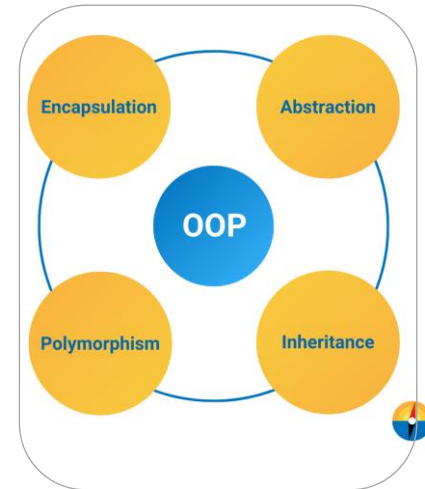 Encapsulation
Abstraction
OOP
Polymorphism
Inheritance